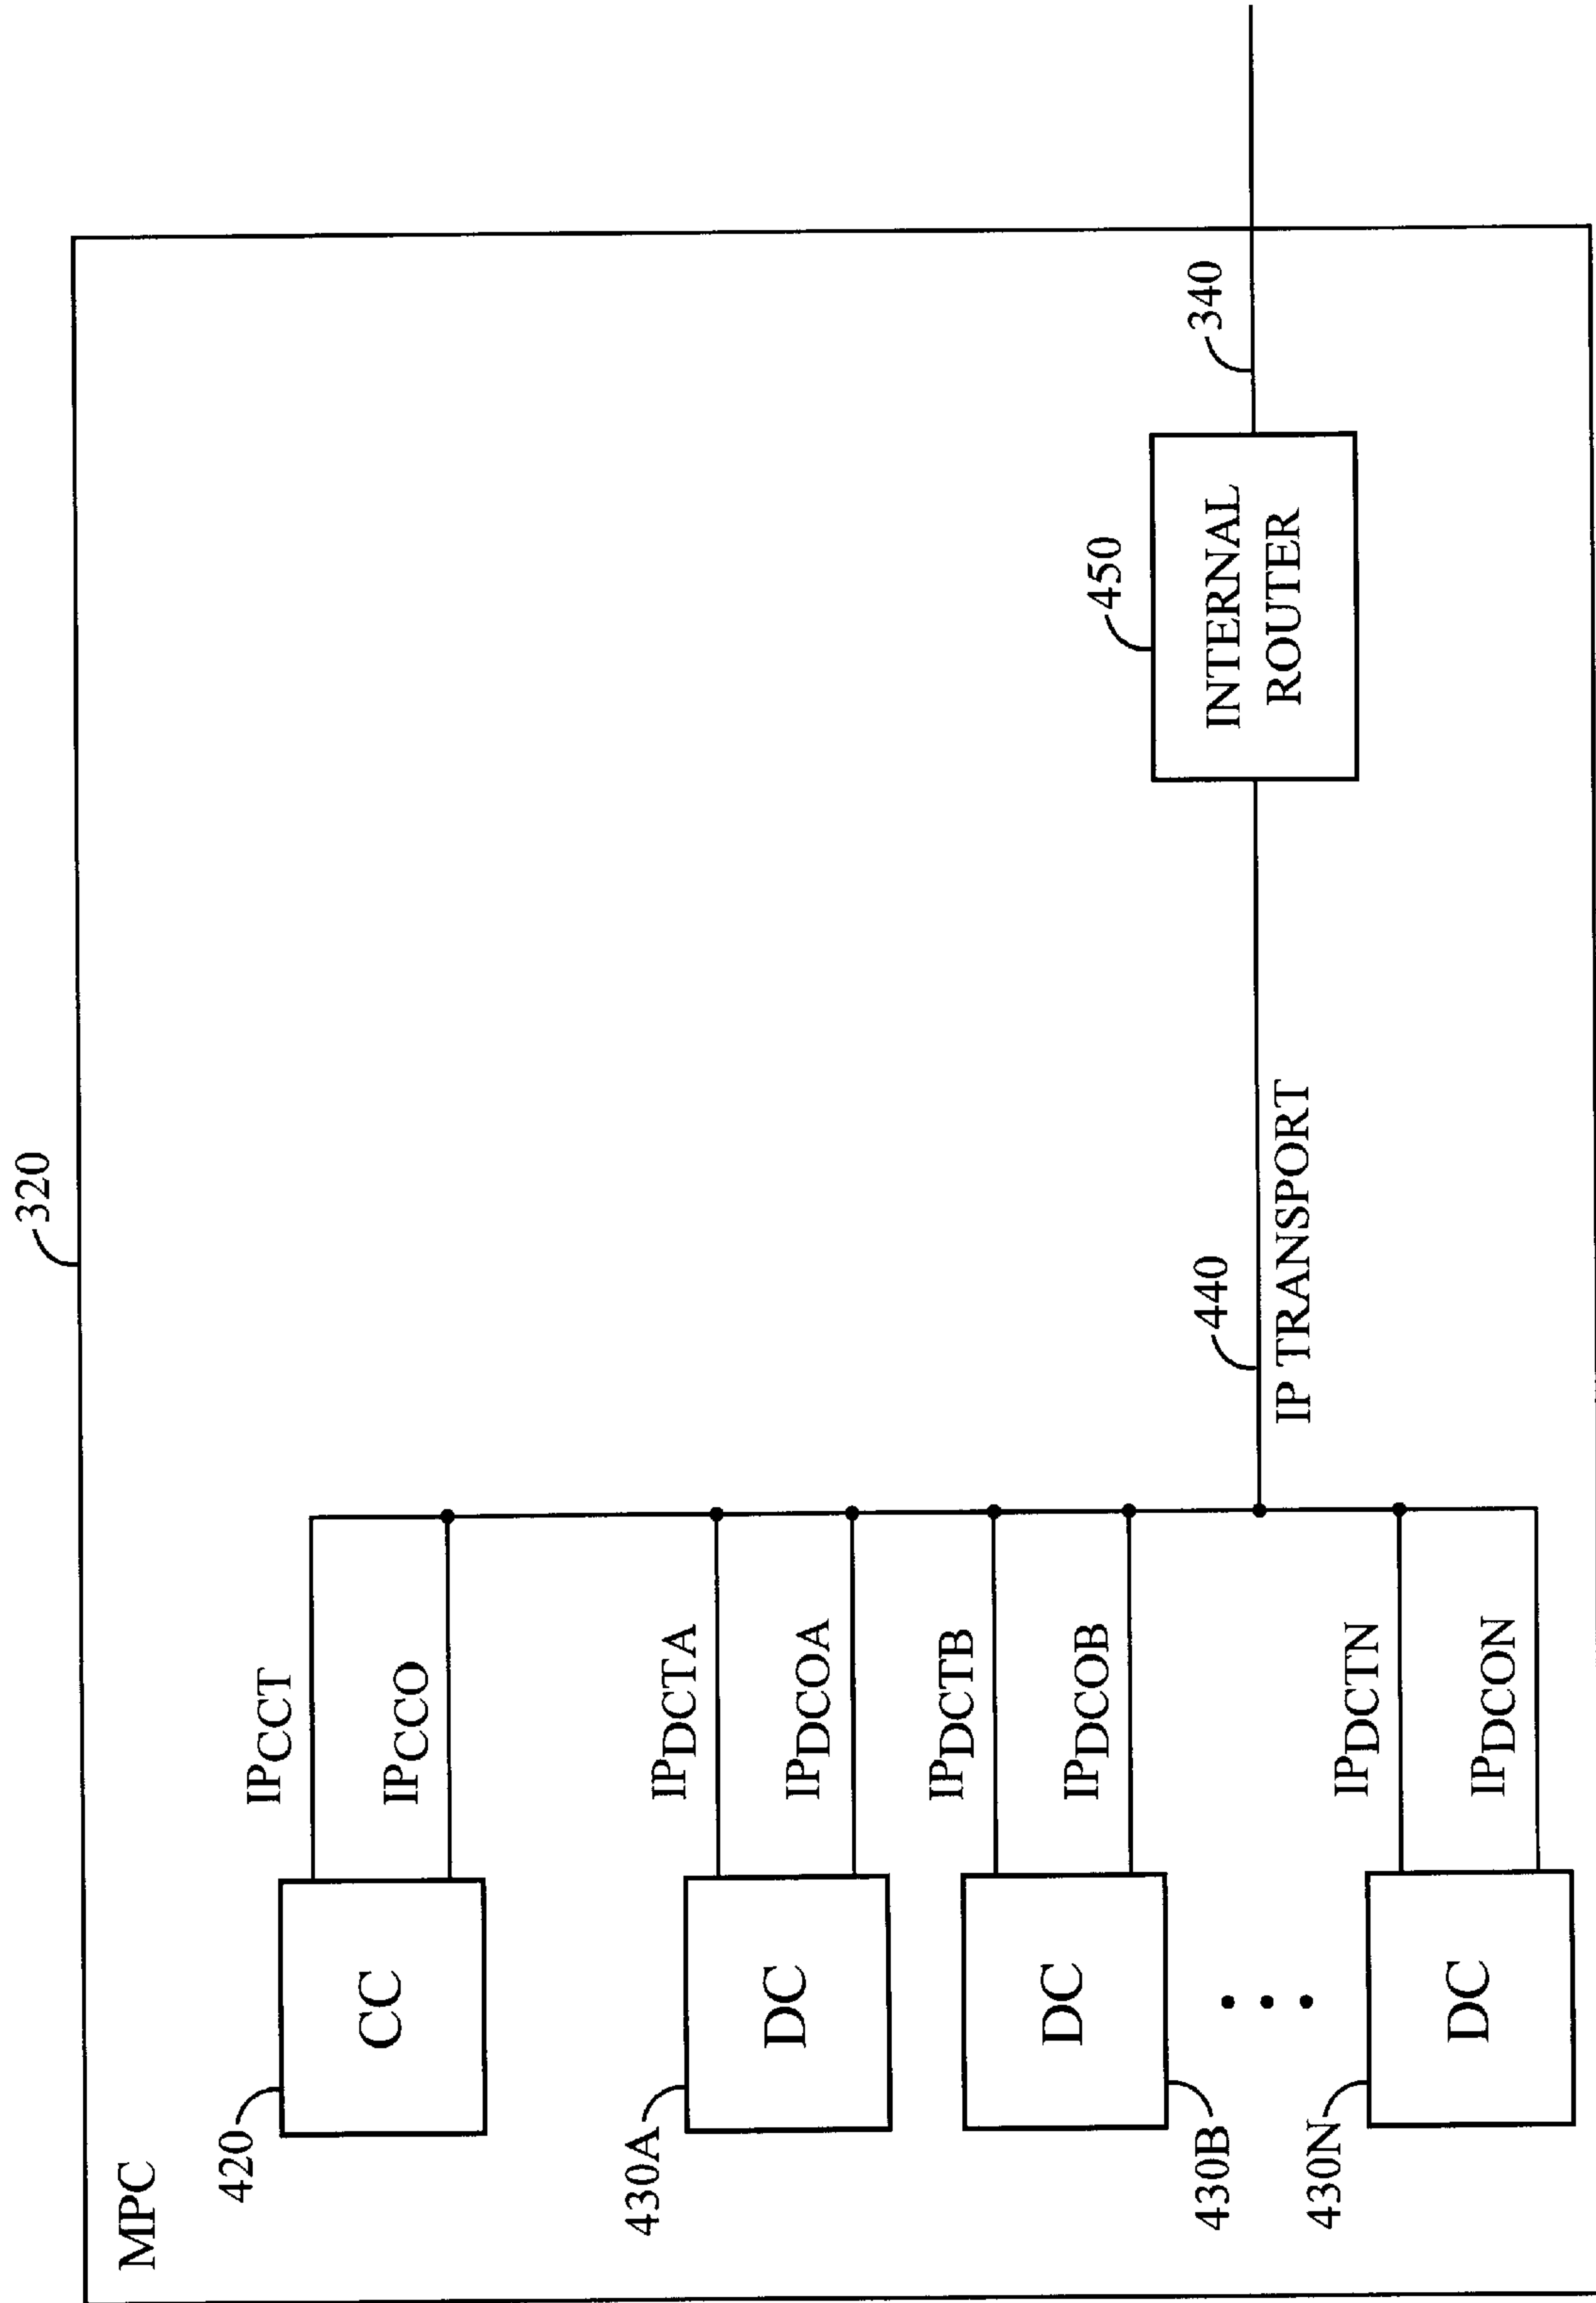 320
MPC
420
CC
IPCCT
IPCCO
430A
DC
IPDCTA
IPDCOA
430B
DC
IPDCTB
IPDCOB
430N
DC
IPDCTN
IPDCON
440
IP TRANSPORT
450
INTERNAL
ROUTER
340